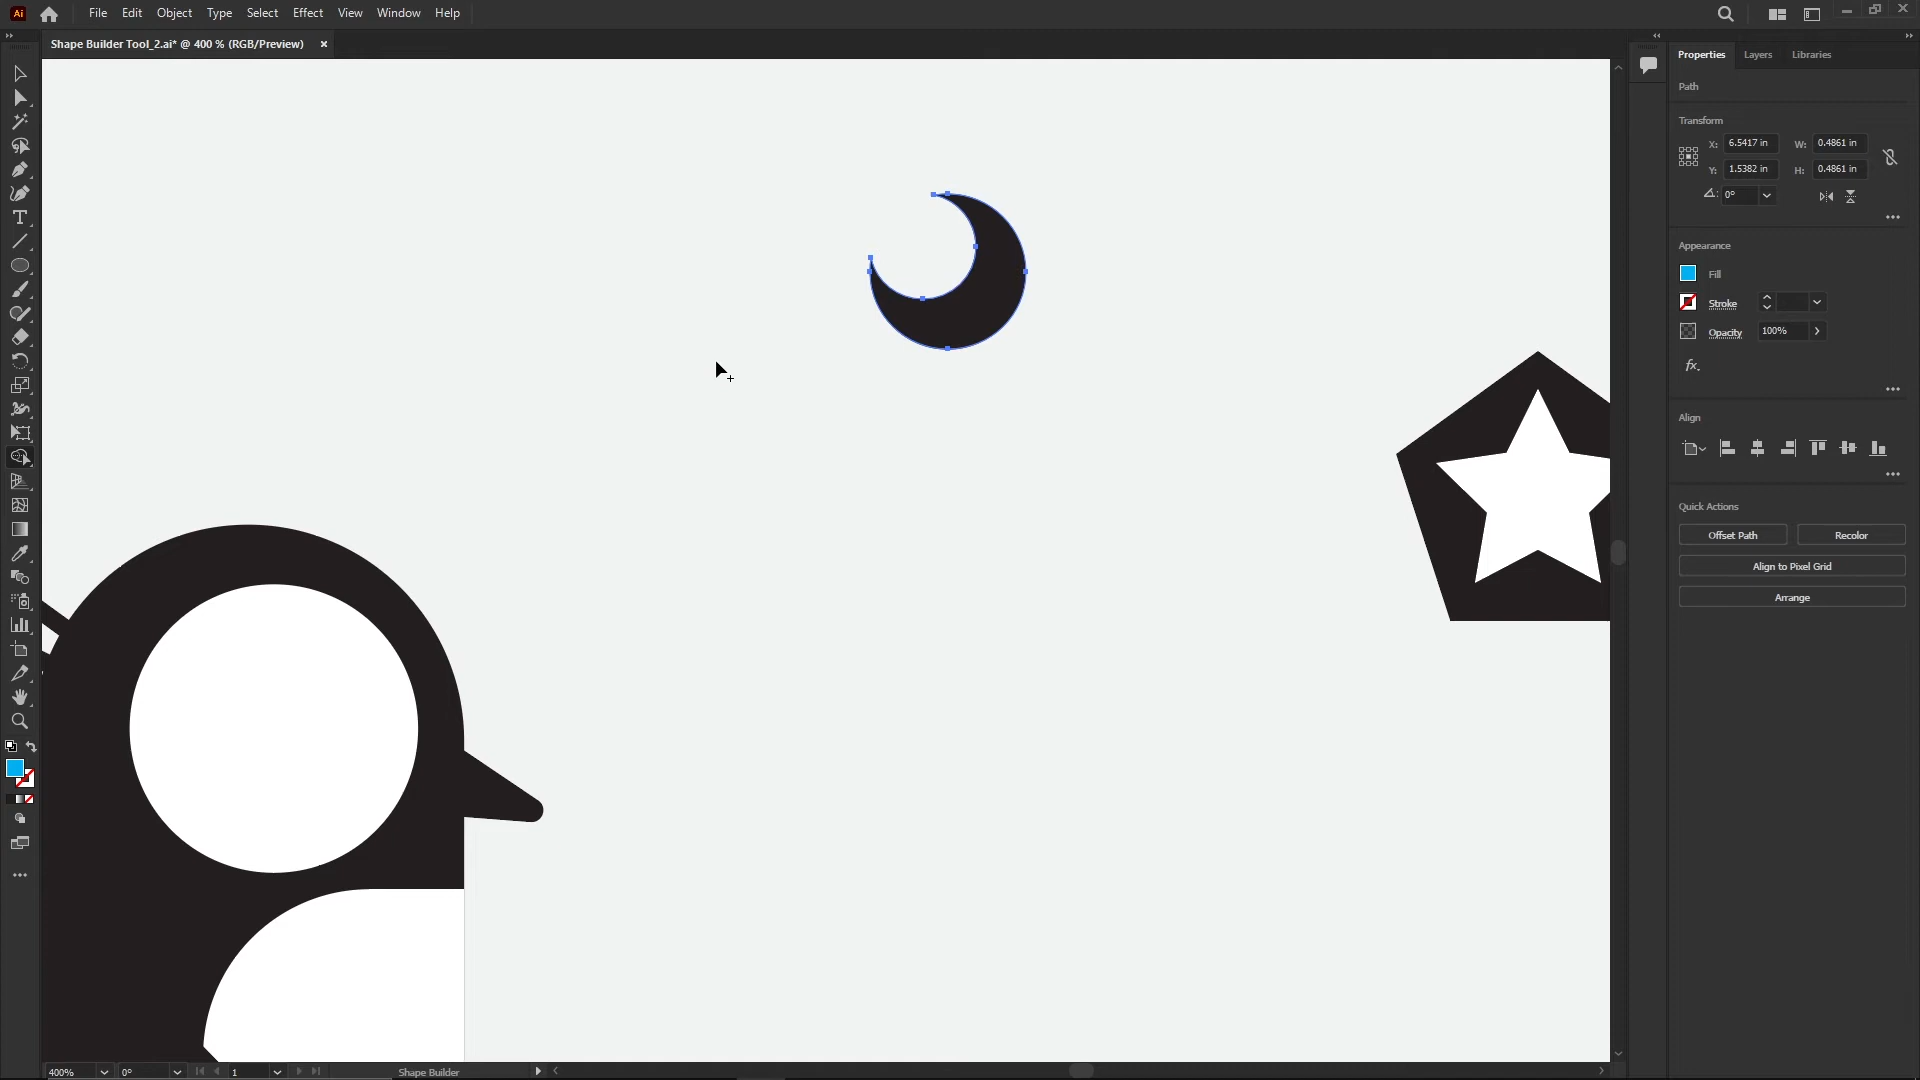 Ai File Edit Object Type Select Effect View Window Help
Shape Builder Tool_2.ai* @ 400 % (RGB/Preview) ×
Properties Layers Libraries
Path
Transform
X: 6.5417 in W: 0.4861 in
Y: 1.5382 in H: 0.4861 in
0°
Appearance
Fill
Stroke
Opacity 100%
fx.
Align
Quick Actions
Offset Path Recolor
Align to Pixel Grid
Arrange
400% 0° 1 Shape Builder